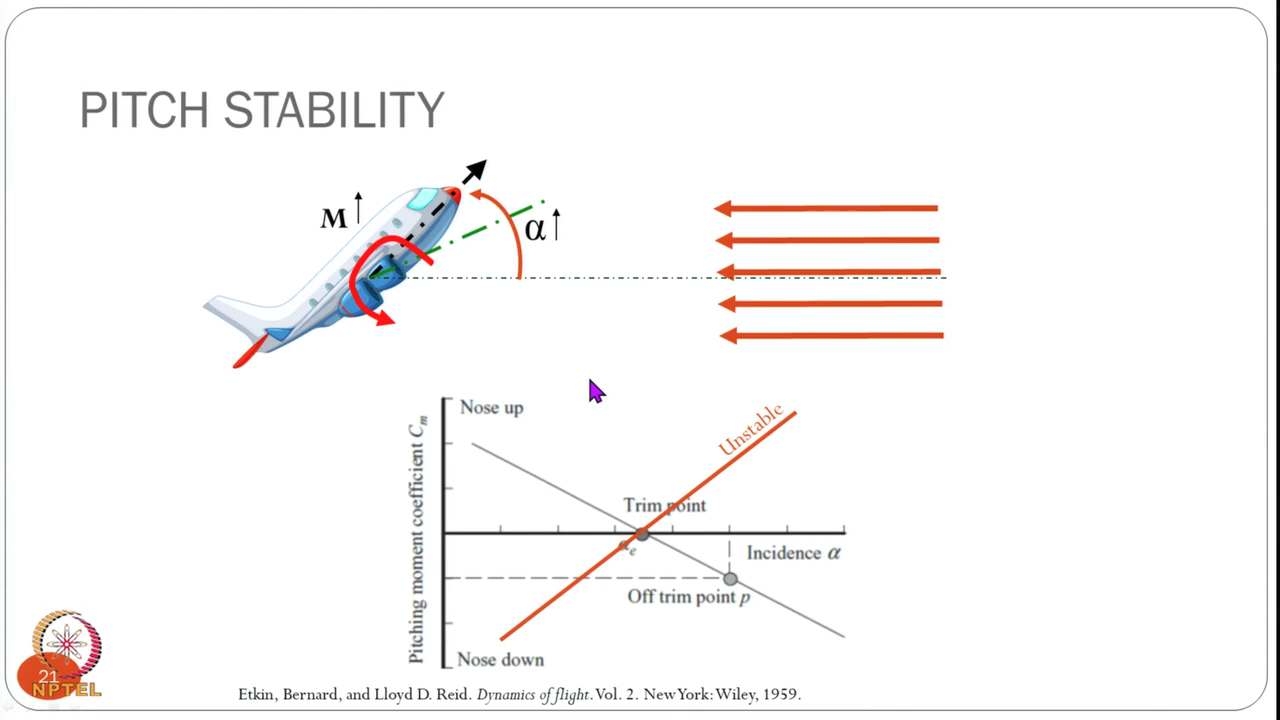 PITCH STABILITY
M
α
Nose up
Unstable
Pitching moment coefficient Cm
Trim point
αe
Incidence α
Off trim point p
Nose down
21
NPTEL
Etkin, Bernard, and Lloyd D. Reid. Dynamics of flight. Vol. 2. New York: Wiley, 1959.